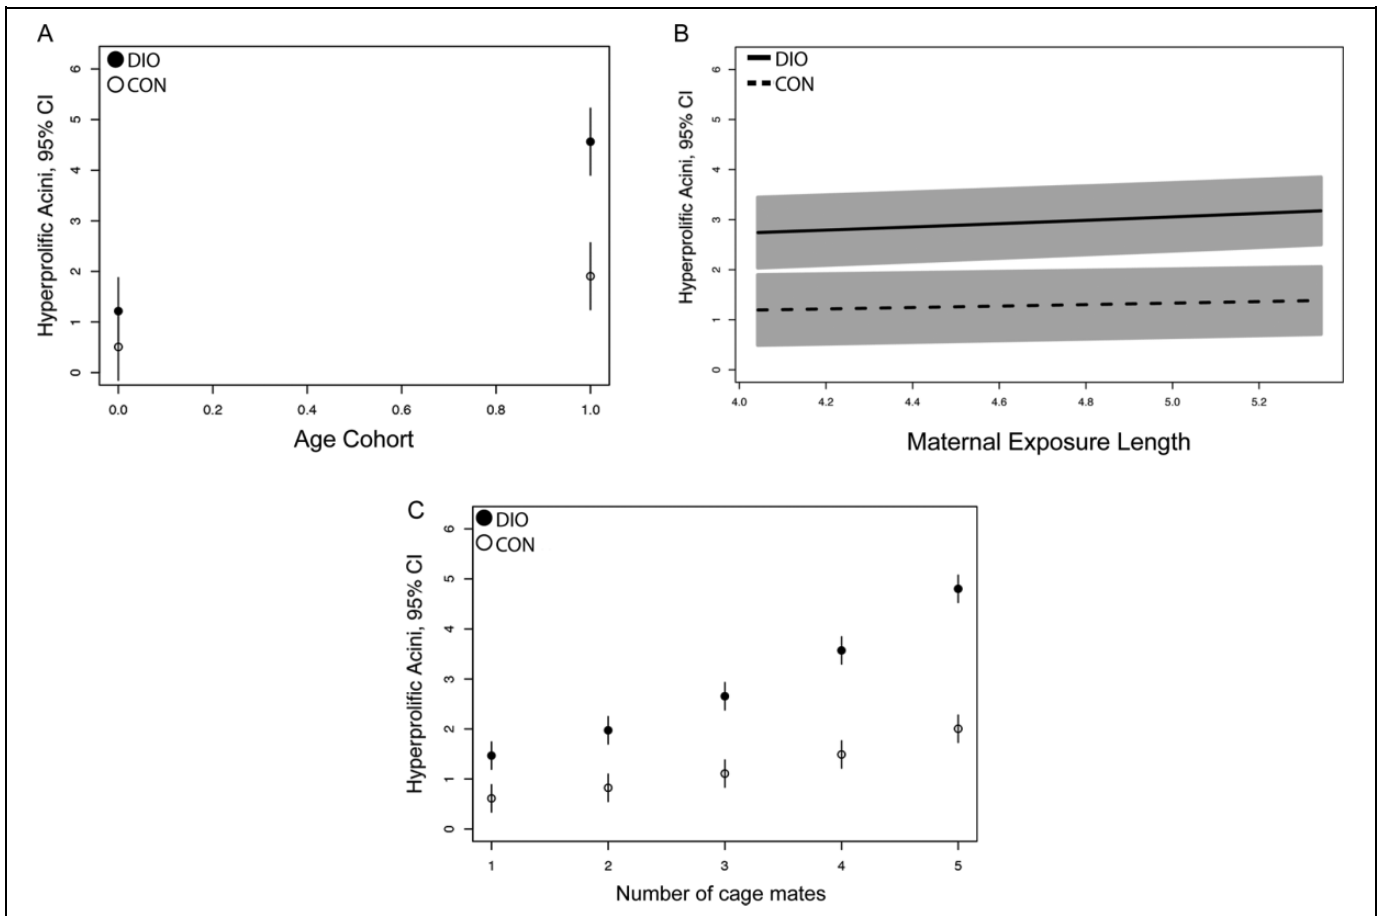 A
DIO
CON
Hyperprolific Acini, 95% CI
6
5
4
3
2
1
0
0.0 0.2 0.4 0.6 0.8 1.0
Age Cohort
B
DIO
CON
Hyperprolific Acini, 95% CI
6
5
4
3
2
1
0
4.0 4.2 4.4 4.6 4.8 5.0 5.2
Maternal Exposure Length
C
DIO
CON
Hyperprolific Acini, 95% CI
6
5
4
3
2
1
0
1 2 3 4 5
Number of cage mates